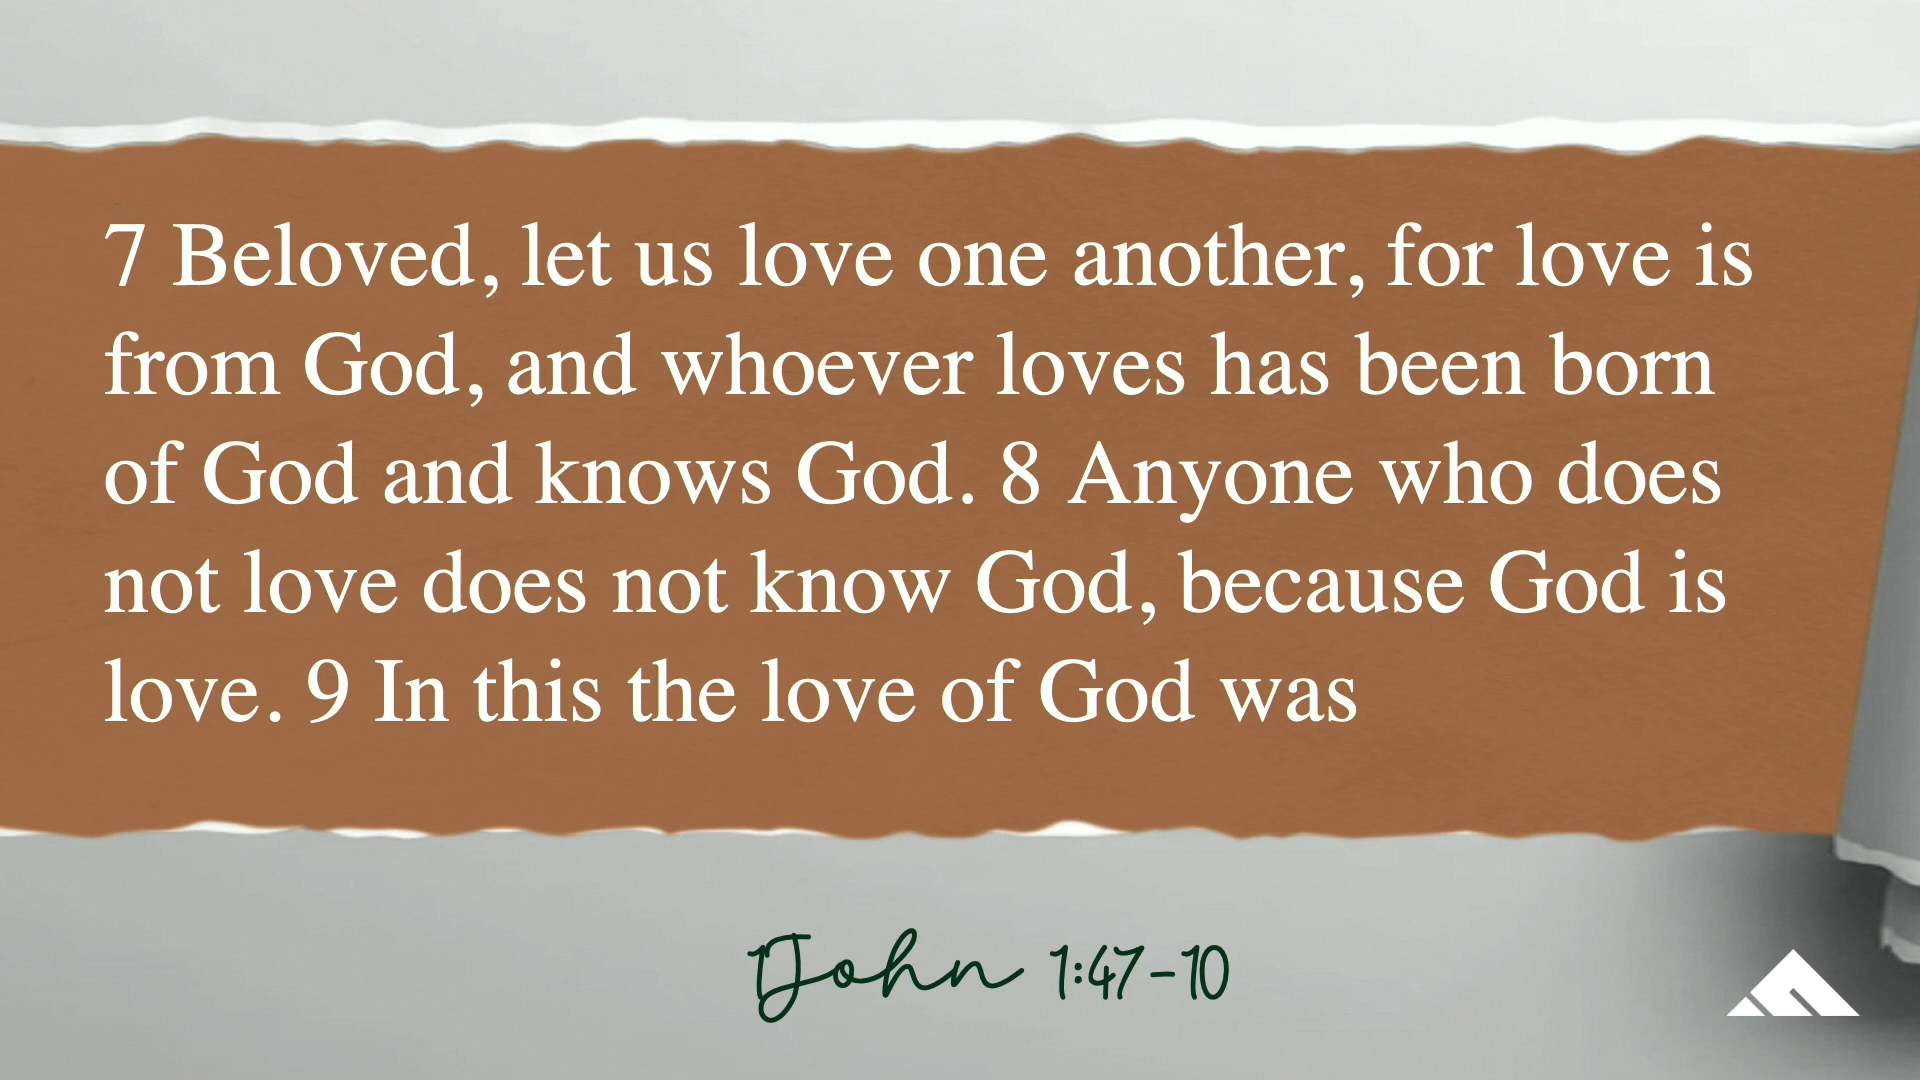 7 Beloved, let us love one another, for love is
from God, and whoever loves has been born
of God and knows God. 8 Anyone who does
not love does not know God, because God is
love. 9 In this the love of God was
1John 1:47-10